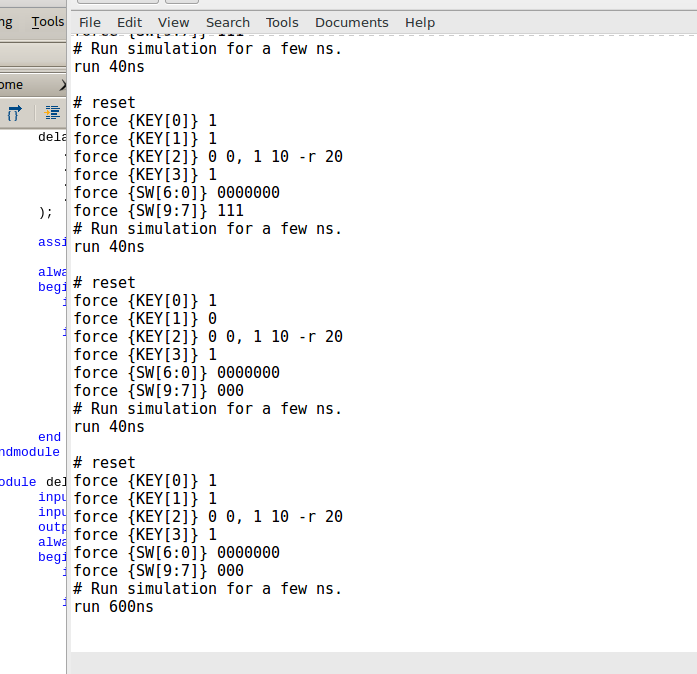 ng Tools
File Edit View Search Tools Documents Help
# Run simulation for a few ns.
run 40ns
ome
# reset
force {KEY[0]} 1
force {KEY[1]} 1
force {KEY[2]} 0 0, 1 10 -r 20
force {KEY[3]} 1
force {SW[6:0]} 0000000
force {SW[9:7]} 111
# Run simulation for a few ns.
run 40ns
# reset
force {KEY[0]} 1
force {KEY[1]} 0
force {KEY[2]} 0 0, 1 10 -r 20
force {KEY[3]} 1
force {SW[6:0]} 0000000
force {SW[9:7]} 000
# Run simulation for a few ns.
run 40ns
# reset
force {KEY[0]} 1
force {KEY[1]} 1
force {KEY[2]} 0 0, 1 10 -r 20
force {KEY[3]} 1
force {SW[6:0]} 0000000
force {SW[9:7]} 000
# Run simulation for a few ns.
run 600ns
dela
);
assi
alwa
begi
end
ndmodule
odule del
inpu
inpu
outp
alwa
begi